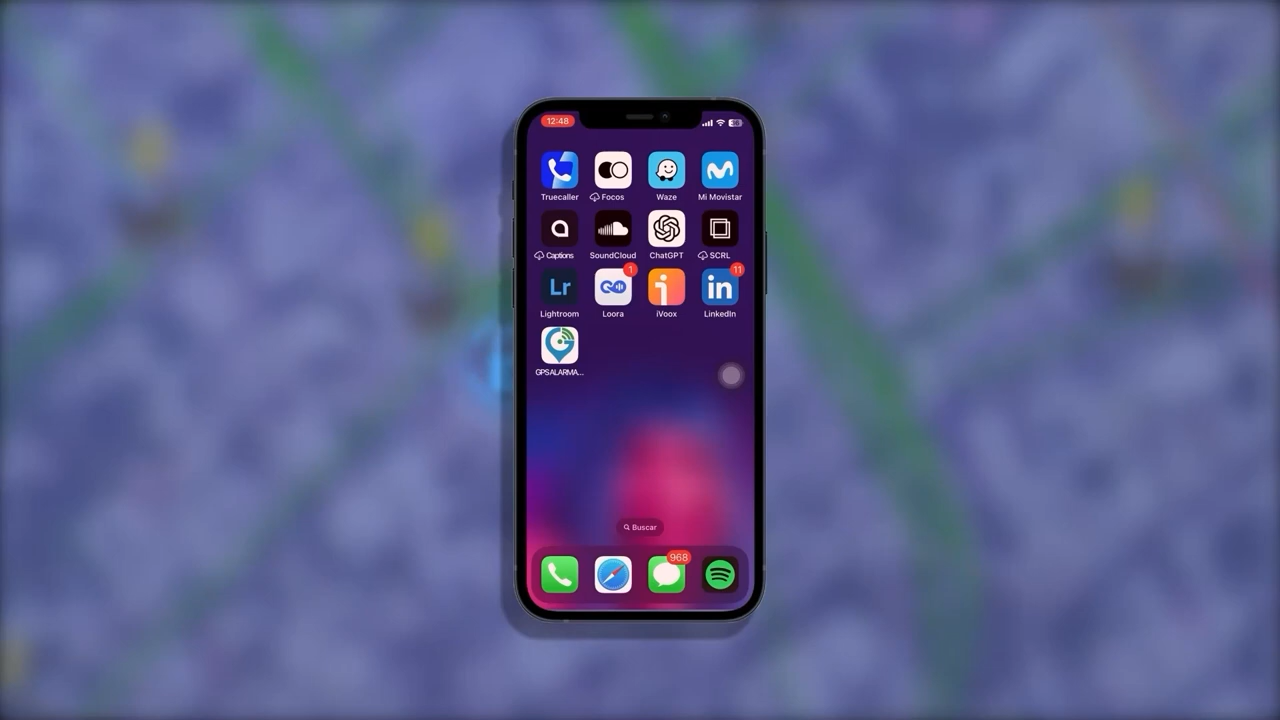 12:48
Truecaller Focos Waze Mi Movistar
Captions SoundCloud ChatGPT SCRL
Lr 1 11
Lightroom Loora iVoox LinkedIn
GPSALARMA...
Buscar
968